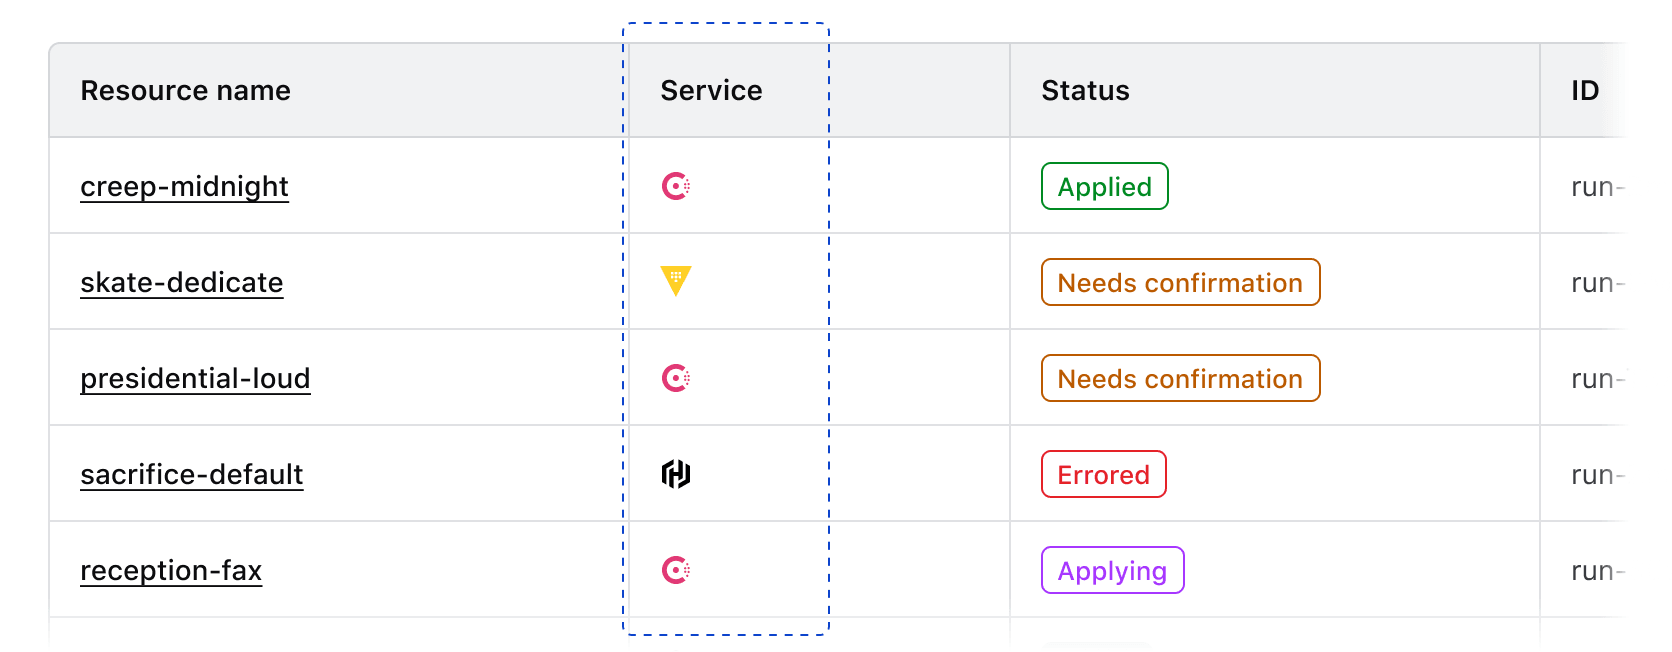 Resource name Service Status ID
creep-midnight Applied run-
skate-dedicate Needs confirmation run-
presidential-loud Needs confirmation run-
sacrifice-default Errored run-
reception-fax Applying run-